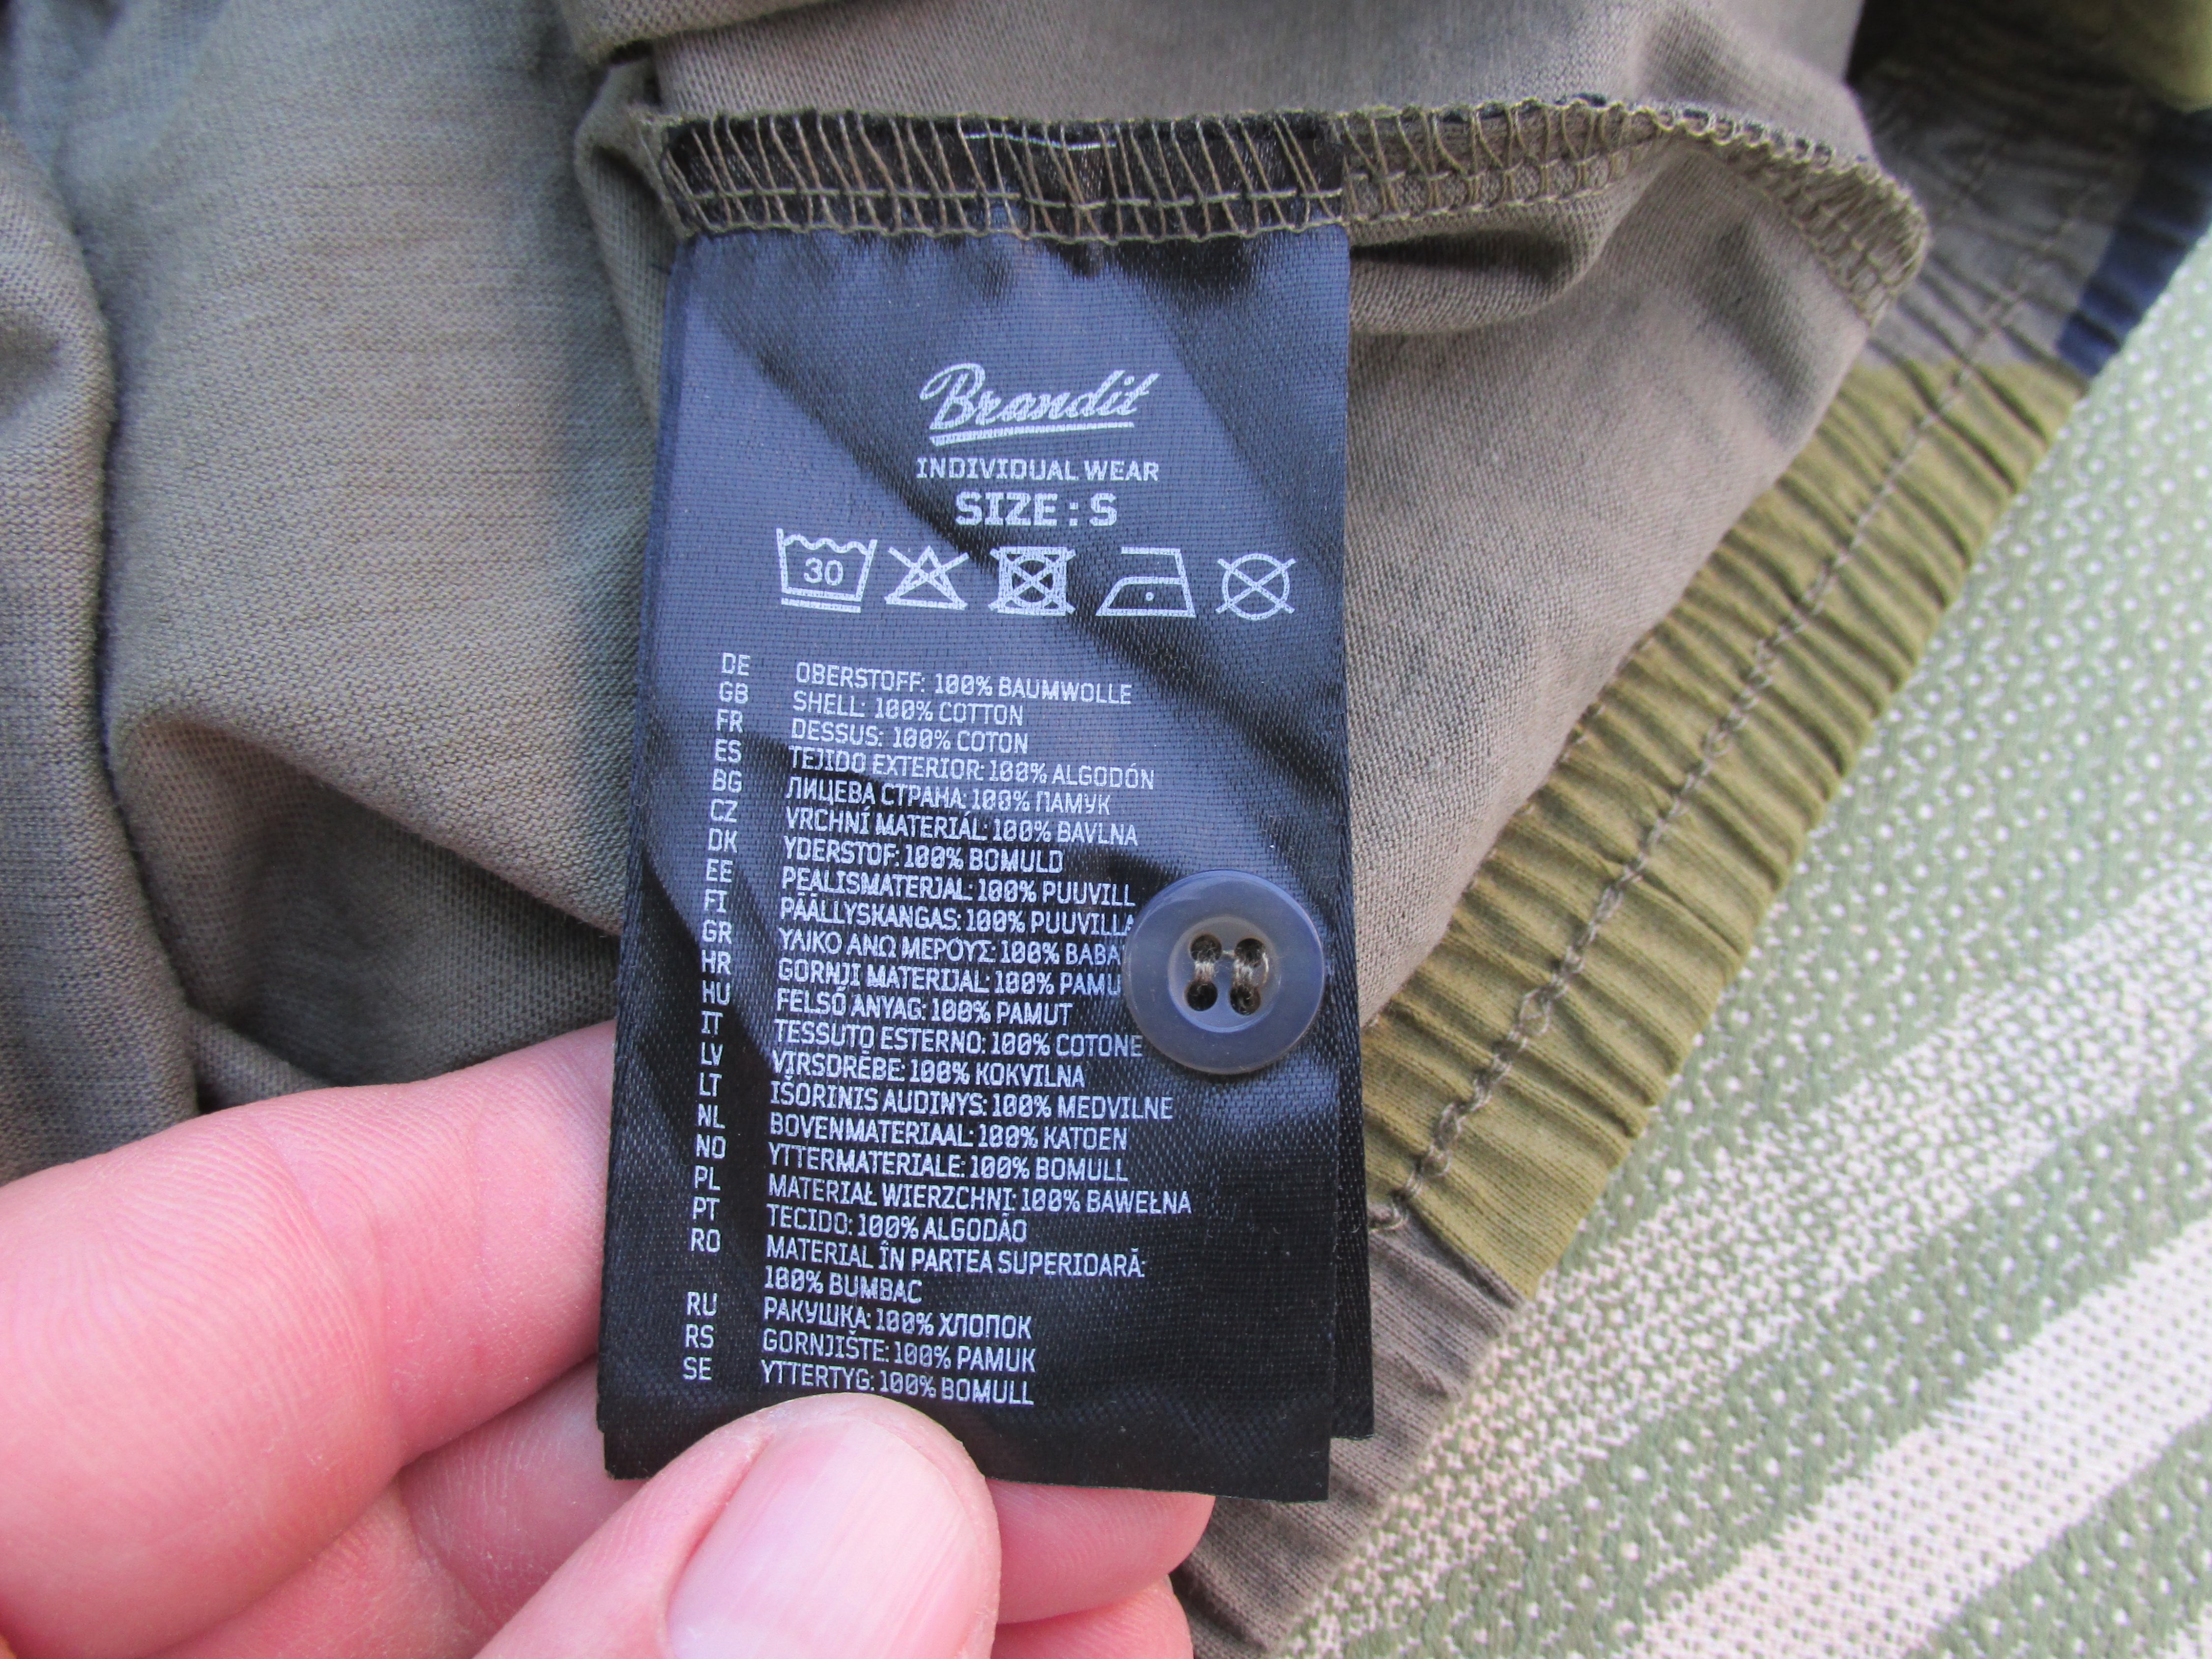 Brandit
INDIVIDUAL WEAR
SIZE : S
30
DE OBERSTOFF: 100% BAUMWOLLE
GB SHELL: 100% COTTON
FR DESSUS: 100% COTON
ES TEJIDO EXTERIOR: 100% ALGODÓN
BG ЛИЦЕВА СТРАНА: 100% ПАМУК
CZ VRCHNÍ MATERIÁL: 100% BAVLNA
DK YDERSTOF: 100% BOMULD
EE PEALISMATERJAL: 100% PUUVILL
FI PÄÄLLYSKANGAS: 100% PUUVILLA
GR ΥΛΙΚΟ ΑΝΩ ΜΕΡΟΥΣ: 100%
HR GORNJI MATERIJAL: 100%
HU FELSŐ ANYAG: 100% PAMUT
IT TESSUTO ESTERNO: 100% COTONE
LV VIRSDRĒBE: 100% KOKVILNA
LT IŠORINIS AUDINYS: 100% MEDVILNE
NL BOVENMATERIAAL: 100% KATOEN
NO YTTERMATERIALE: 100% BOMULL
PL MATERIAŁ WIERZCHNI: 100% BAWEŁNA
PT TECIDO: 100% ALGODÃO
RO MATERIAL ÎN PARTEA SUPERIOARĂ:
100% BUMBAC
RU РАКУШКА: 100% ХЛОПОК
RS GORNJIŠTE: 100% PAMUK
SE YTTERTYG: 100% BOMULL